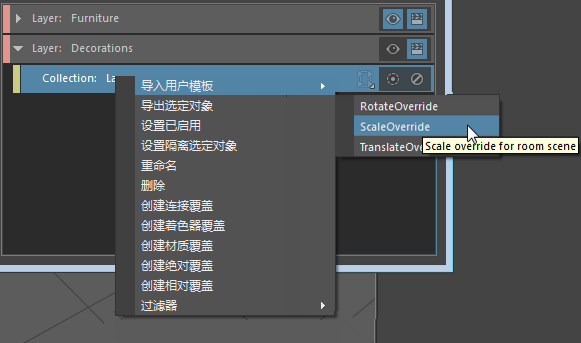 Layer: Furniture
Layer: Decorations
Collection: La
导入用户模板
导出选定对象
设置已启用
设置隔离选定对象
重命名
删除
创建连接覆盖
创建着色器覆盖
创建材质覆盖
创建绝对覆盖
创建相对覆盖
过滤器
RotateOverride
ScaleOverride
TranslateOve
Scale override for room scene